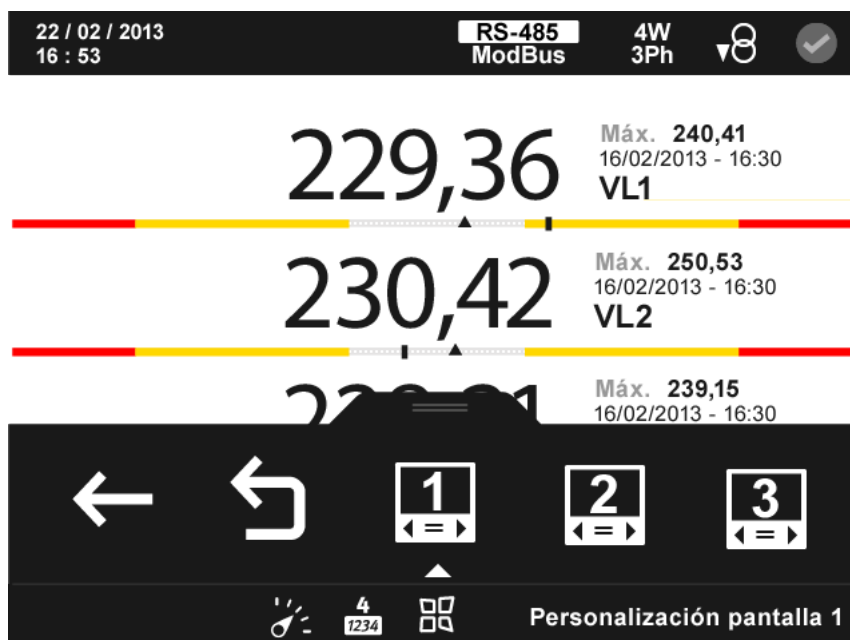 22 / 02 / 2013
16 : 53
RS-485
ModBus
4W
3Ph
229,36
Máx. 240,41
16/02/2013 - 16:30
VL1
230,42
Máx. 250,53
16/02/2013 - 16:30
VL2
Máx. 239,15
16/02/2013 - 16:30
1
2
3
4
1234
Personalización pantalla 1